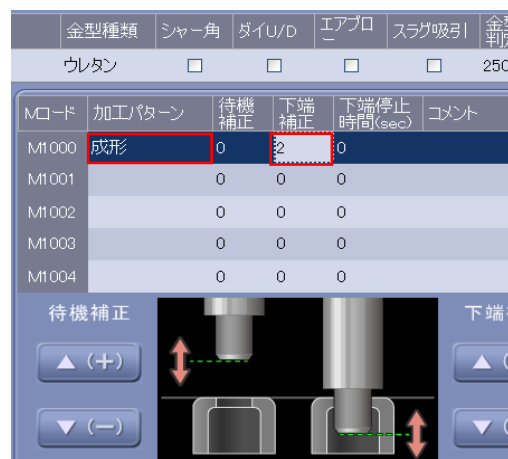 金型種類 シャー角 ダイU/D エアブロー スラグ吸引
ウレタン 250
Mコード 加工パターン 待機補正 下端補正 下端停止時間(sec) コメント
M1000 成形 0 2 0
M1001 0 0 0
M1002 0 0 0
M1003 0 0 0
M1004 0 0 0
待機補正 下端
▲ (+) ▲ (
▼ (—) ▼ (